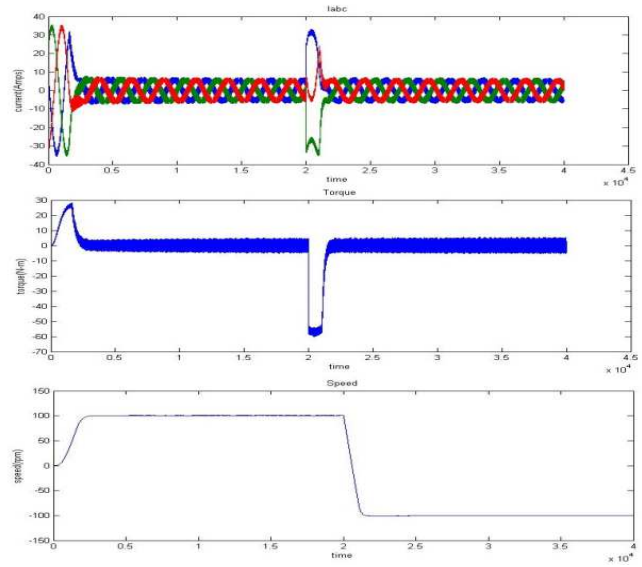 Iabc
40
30
20
10
0
-10
-20
-30
-40
current(Amps)
0 0.5 1 1.5 2 2.5 3 3.5 4 4.5
time
× 10⁴
Torque
30
20
10
0
-10
-20
-30
-40
-50
-60
-70
torque(N-m)
0 0.5 1 1.5 2 2.5 3 3.5 4 4.5
time
× 10⁴
Speed
150
100
50
0
-50
-100
-150
speed(rpm)
0 0.5 1 1.5 2 2.5 3 3.5 4
time
× 10⁴